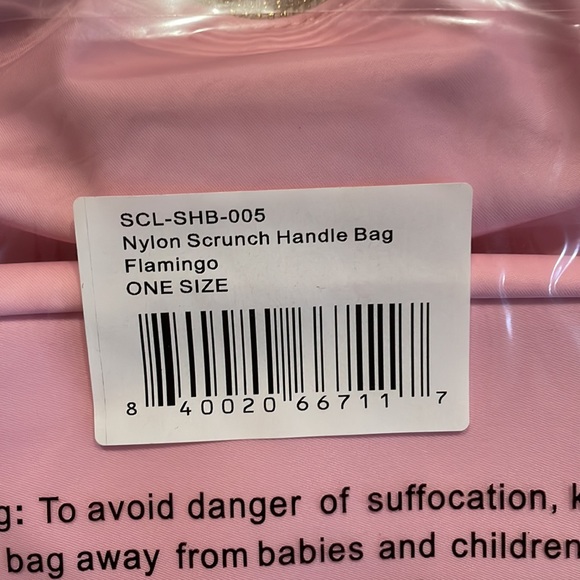 SCL-SHB-005
Nylon Scrunch Handle Bag
Flamingo
ONE SIZE
8 40020 66711 7
g: To avoid danger of suffocation, k
bag away from babies and children